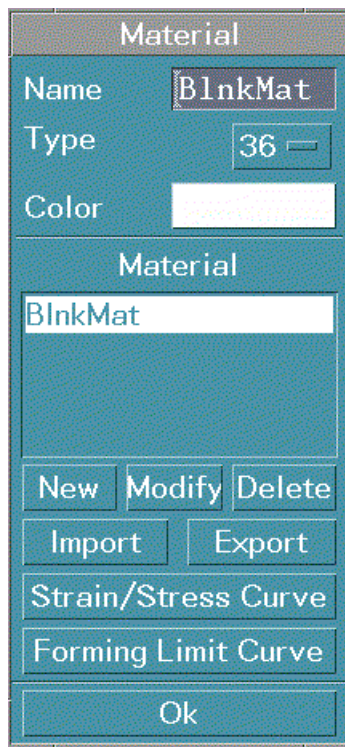 Material
Name BlnkMat
Type 36
Color
Material
BlnkMat
New Modify Delete
Import Export
Strain/Stress Curve
Forming Limit Curve
Ok